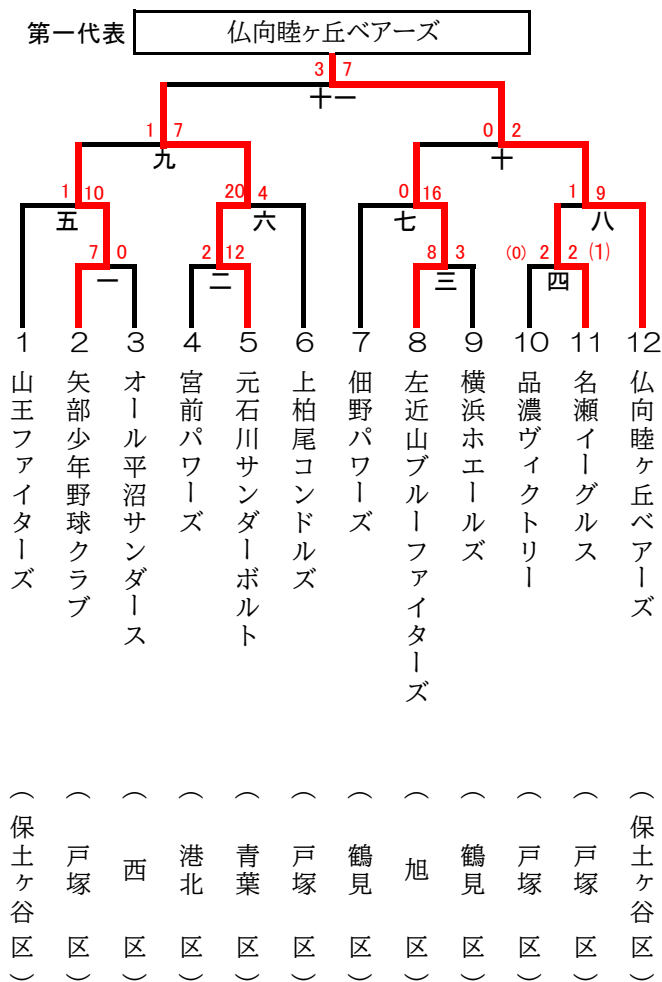 第一代表
仏向睦ヶ丘ベアーズ
3 7
十一
1 7
九
0 2
十
1 10
五
20 4
六
0 16
七
1 9
八
7 0
一
2 12
二
8 3
三
(0) 2 2 (1)
四
1 2 3 4 5 6 7 8 9 10 11 12
山王ファイターズ
矢部少年野球クラブ
オール平沼サンダース
宮前パワーズ
元石川サンダーボルト
上柏尾コンドルズ
佃野パワーズ
左近山ブルーファイターズ
横浜ホエールズ
品濃ヴィクトリー
名瀬イーグルス
仏向睦ヶ丘ベアーズ
(保土ヶ谷区)
(戸塚区)
(西区)
(港北区)
(青葉区)
(戸塚区)
(鶴見区)
(旭区)
(鶴見区)
(戸塚区)
(戸塚区)
(保土ヶ谷区)